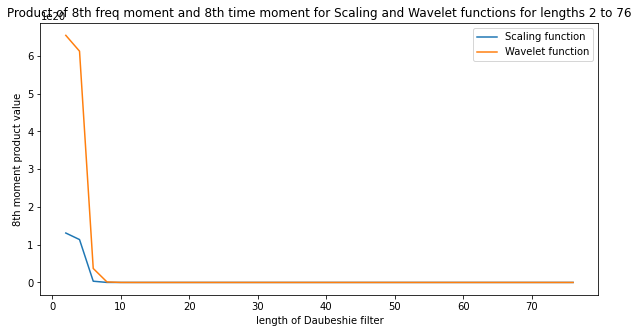 Product of 8th freq moment and 8th time moment for Scaling and Wavelet functions for lengths 2 to 76
1e20
Scaling function
Wavelet function
6
5
4
3
2
1
0
8th moment product value
0 10 20 30 40 50 60 70
length of Daubeshie filter